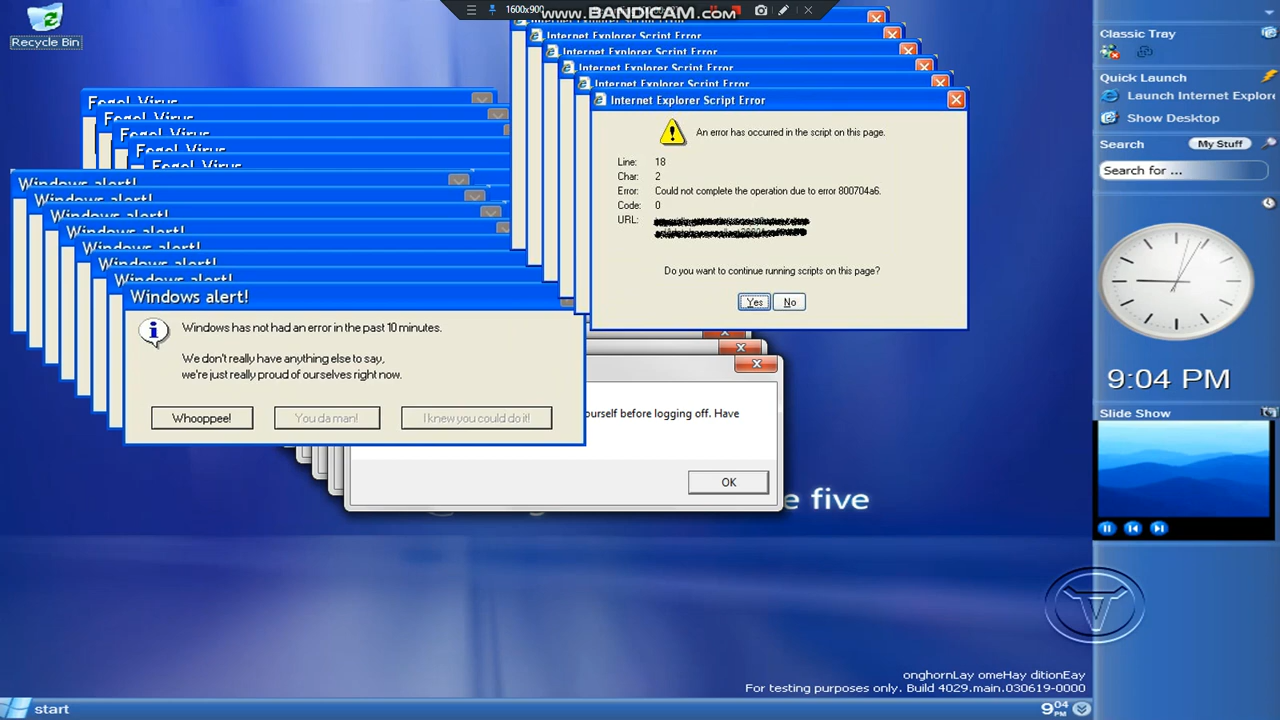 1600x900
www.BANDICAM.com
Recycle Bin
Internet Explorer Script Error
Internet Explorer Script Error
Internet Explorer Script Error
Internet Explorer Script Error
Internet Explorer Script Error
Internet Explorer Script Error
An error has occurred in the script on this page.
Line: 18
Char: 2
Error: Could not complete the operation due to error 800704a6.
Code: 0
URL:
Do you want to continue running scripts on this page?
Yes No
Virus
Virus
Virus
Virus
Virus
Windows alert!
Windows alert!
Windows alert!
Windows alert!
Windows alert!
Windows alert!
Windows alert!
Windows alert!
Windows has not had an error in the past 10 minutes.
We don't really have anything else to say,
we're just really proud of ourselves right now.
Whooppee! You da man! I knew you could do it!
ourself before logging off. Have
OK
e five
Classic Tray
Quick Launch
Launch Internet Explore
Show Desktop
Search My Stuff
Search for ...
9:04 PM
Slide Show
onghornLay omeHay ditionEay
For testing purposes only. Build 4029.main.030619-0000
start
9 04 PM